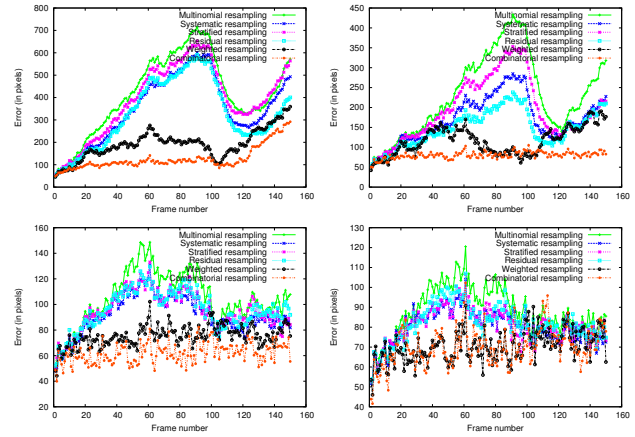 800
700
600
500
400
300
200
100
0
Error (in pixels)
0 20 40 60 80 100 120 140 160
Frame number
Multinomial resampling
Systematic resampling
Stratified resampling
Residual resampling
Weighted resampling
Combinatorial resampling
450
400
350
300
250
200
150
100
50
0
Error (in pixels)
0 20 40 60 80 100 120 140 160
Frame number
Multinomial resampling
Systematic resampling
Stratified resampling
Residual resampling
Weighted resampling
Combinatorial resampling
160
140
120
100
80
60
40
20
Error (in pixels)
0 20 40 60 80 100 120 140 160
Frame number
Multinomial resampling
Systematic resampling
Stratified resampling
Residual resampling
Weighted resampling
Combinatorial resampling
130
120
110
100
90
80
70
60
50
40
Error (in pixels)
0 20 40 60 80 100 120 140 160
Frame number
Multinomial resampling
Systematic resampling
Stratified resampling
Residual resampling
Weighted resampling
Combinatorial resampling